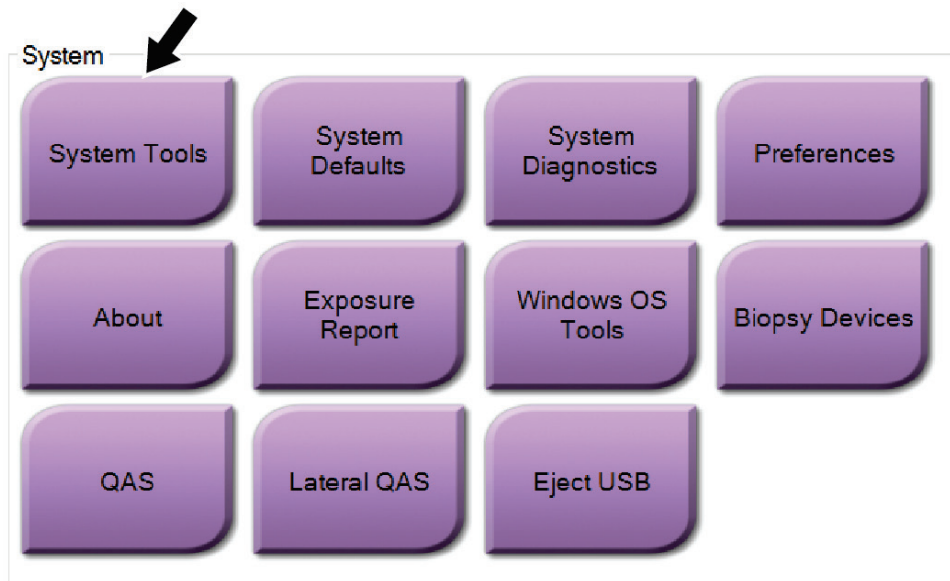 System
System Tools
System
Defaults
System
Diagnostics
Preferences
About
Exposure
Report
Windows OS
Tools
Biopsy Devices
QAS
Lateral QAS
Eject USB